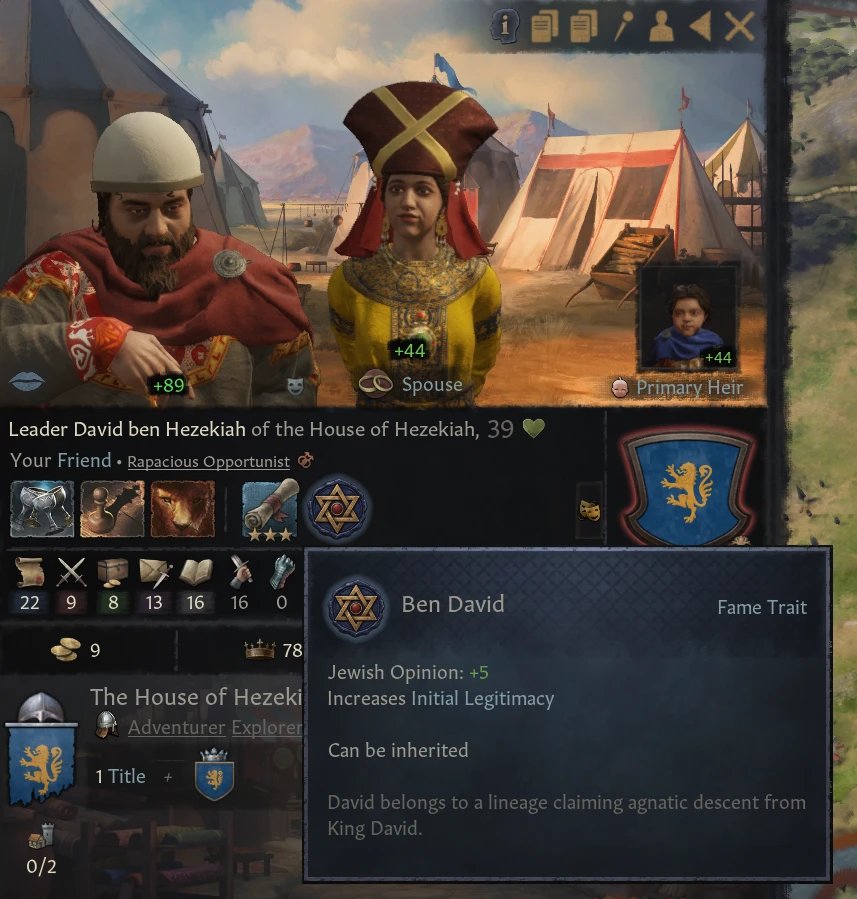 i
+89
+44
Spouse
+44
Primary Heir
Leader David ben Hezekiah of the House of Hezekiah, 39
Your Friend • Rapacious Opportunist
22 9 8 13 16 16 0
9 78
The House of Hezeki
Adventurer Explorer
1 Title +
0/2
Ben David Fame Trait
Jewish Opinion: +5
Increases Initial Legitimacy
Can be inherited
David belongs to a lineage claiming agnatic descent from
King David.